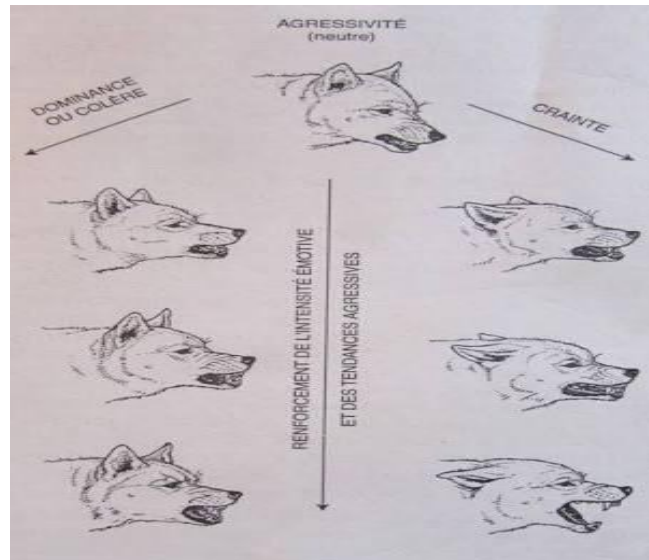 AGRESSIVITÉ
(neutre)
DOMINANCE
OU COLÈRE
CRAINTE
RENFORCEMENT DE L'INTENSITÉ ÉMOTIVE
ET DES TENDANCES AGRESSIVES